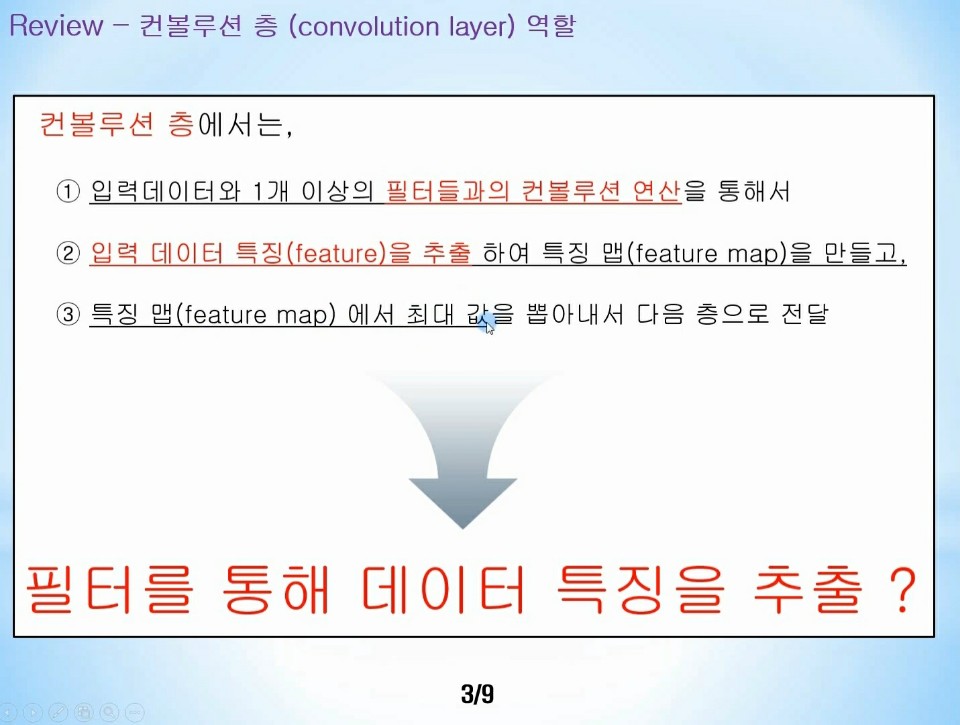 Review – 컨볼루션 층 (convolution layer) 역할
컨볼루션 층에서는,
① 입력데이터와 1개 이상의 필터들과의 컨볼루션 연산을 통해서
② 입력 데이터 특징(feature)을 추출 하여 특징 맵(feature map)을 만들고,
③ 특징 맵(feature map) 에서 최대 값을 뽑아내서 다음 층으로 전달
필터를 통해 데이터 특징을 추출 ?
3/9